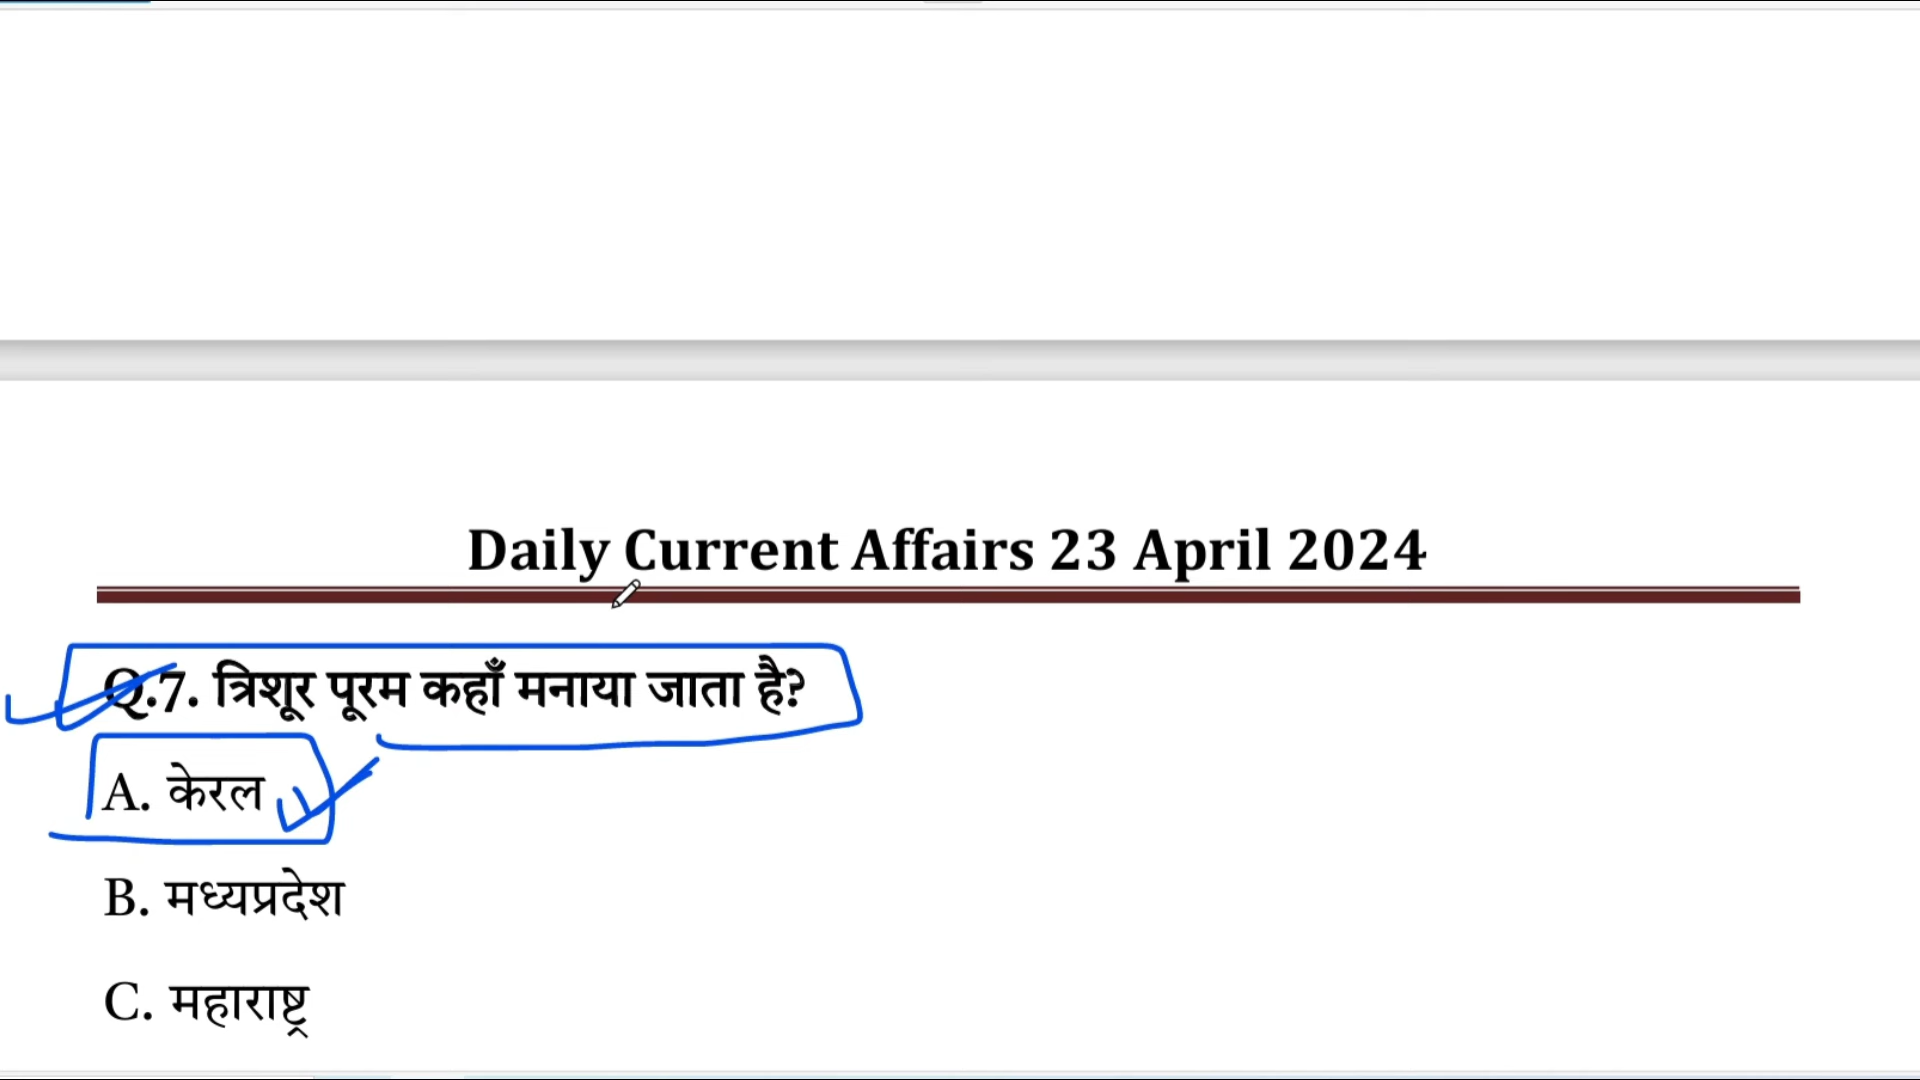 Daily Current Affairs 23 April 2024
Q.7. त्रिशूर पूरम कहाँ मनाया जाता है?
A. केरल
B. मध्यप्रदेश
C. महाराष्ट्र